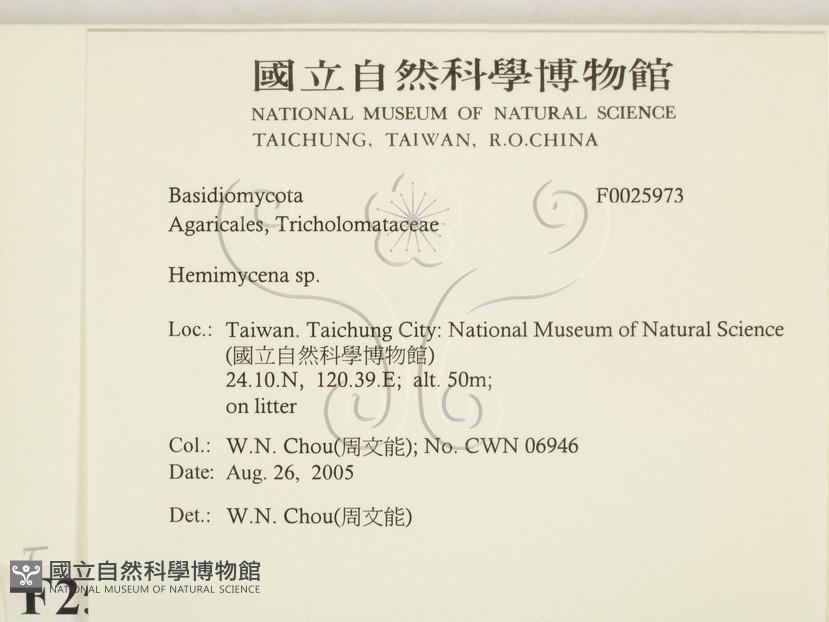 國立自然科學博物館
NATIONAL MUSEUM OF NATURAL SCIENCE
TAICHUNG, TAIWAN, R.O.CHINA
Basidiomycota F0025973
Agaricales, Tricholomataceae
Hemimycena sp.
Loc.: Taiwan. Taichung City: National Museum of Natural Science
(國立自然科學博物館)
24.10.N, 120.39.E; alt. 50m;
on litter
Col.: W.N. Chou(周文能); No. CWN 06946
Date: Aug. 26, 2005
Det.: W.N. Chou(周文能)
國立自然科學博物館
NATIONAL MUSEUM OF NATURAL SCIENCE